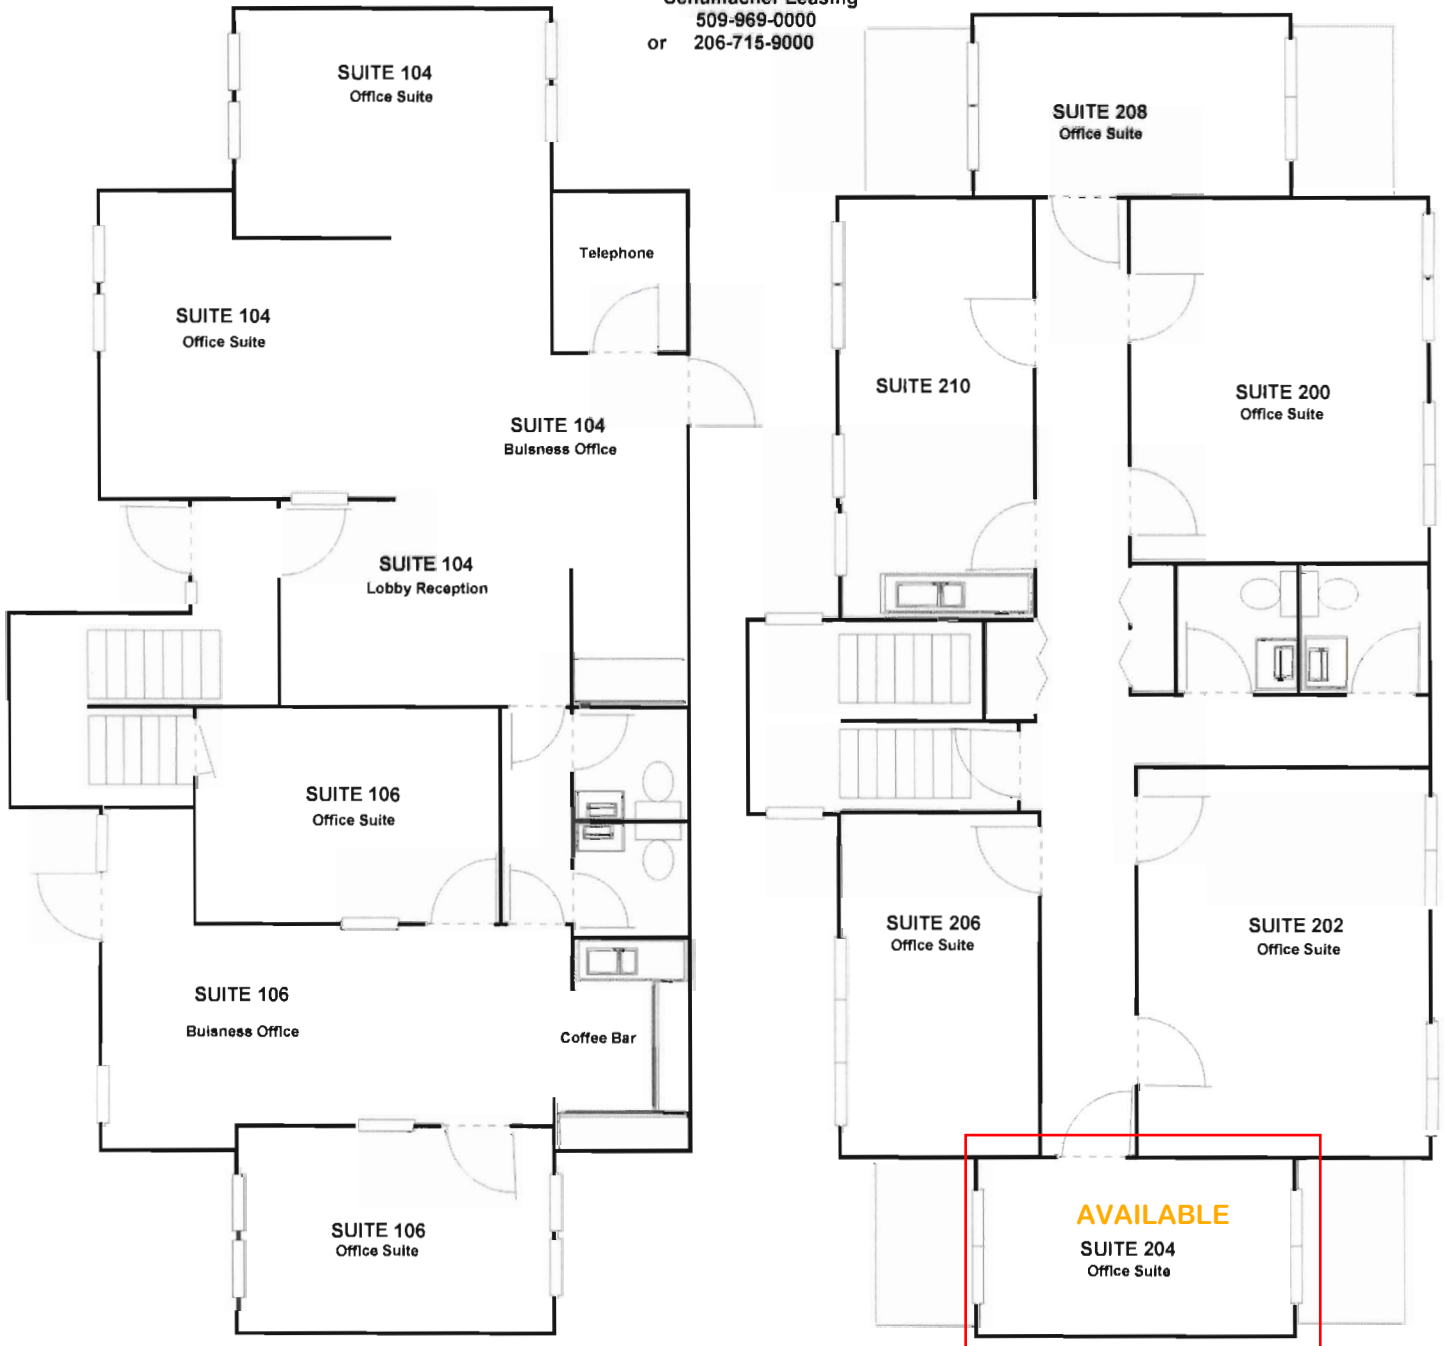 Schumacher Leasing
509-969-0000
or 206-715-9000
SUITE 104
Office Suite
SUITE 104
Office Suite
Telephone
SUITE 104
Buisness Office
SUITE 104
Lobby Reception
SUITE 106
Office Suite
SUITE 106
Buisness Office
Coffee Bar
SUITE 106
Office Suite
SUITE 208
Office Suite
SUITE 210
SUITE 200
Office Suite
SUITE 206
Office Suite
SUITE 202
Office Suite
AVAILABLE
SUITE 204
Office Suite